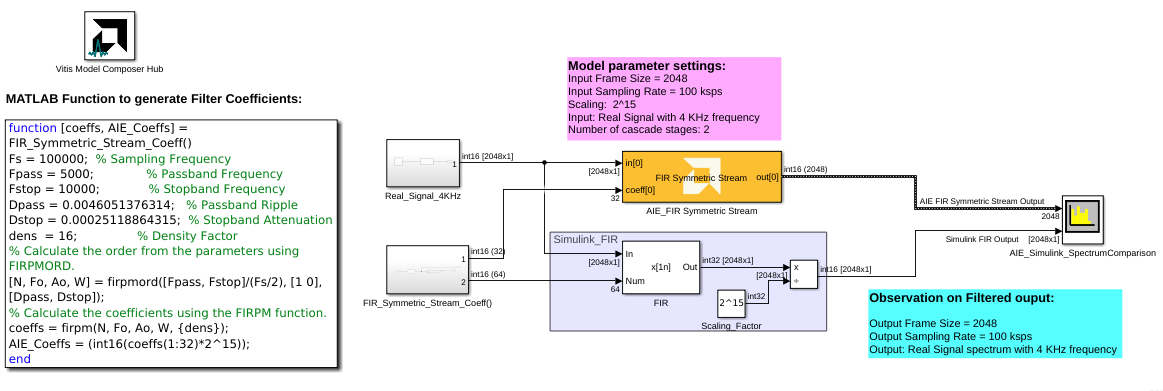 Vitis Model Composer Hub
MATLAB Function to generate Filter Coefficients:
function [coeffs, AIE_Coeffs] =
FIR_Symmetric_Stream_Coeff()
Fs = 100000; % Sampling Frequency
Fpass = 5000; % Passband Frequency
Fstop = 10000; % Stopband Frequency
Dpass = 0.0046051376314; % Passband Ripple
Dstop = 0.00025118864315; % Stopband Attenuation
dens = 16; % Density Factor
% Calculate the order from the parameters using
FIRPMORD.
[N, Fo, Ao, W] = firpmord([Fpass, Fstop]/(Fs/2), [1 0],
[Dpass, Dstop]);
% Calculate the coefficients using the FIRPM function.
coeffs = firpm(N, Fo, Ao, W, {dens});
AIE_Coeffs = (int16(coeffs(1:32)*2^15));
end
Model parameter settings:
Input Frame Size = 2048
Input Sampling Rate = 100 ksps
Scaling: 2^15
Input: Real Signal with 4 KHz frequency
Number of cascade stages: 2
1
Real_Signal_4KHz
int16 [2048x1]
[2048x1]
32
in[0]
coeff[0]
FIR Symmetric Stream
out[0]
AIE_FIR Symmetric Stream
int16 (2048)
1
2
FIR_Symmetric_Stream_Coeff()
int16 (32)
int16 (64)
Simulink_FIR
[2048x1]
64
In
Num
x[n]
Out
FIR
int32 [2048x1]
[2048x1]
2^15
int32
Scaling_Factor
x
÷
int16 [2048x1]
AIE FIR Symmetric Stream Output
2048
Simulink FIR Output
[2048x1]
AIE_Simulink_SpectrumComparison
Observation on Filtered ouput:
Output Frame Size = 2048
Output Sampling Rate = 100 ksps
Output: Real Signal spectrum with 4 KHz frequency